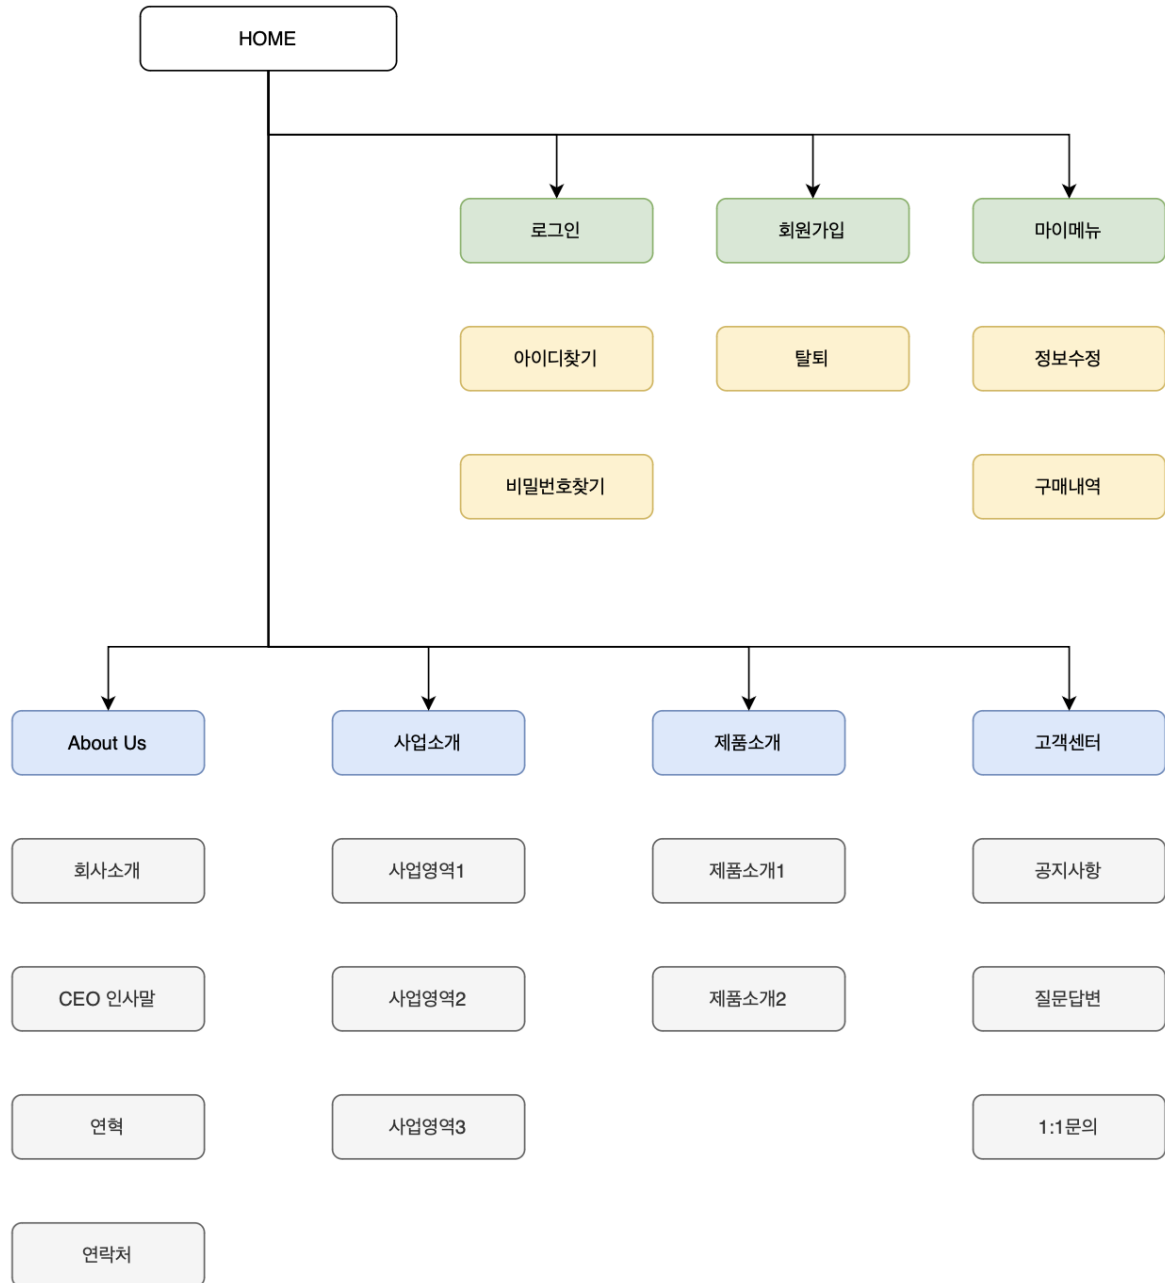 HOME
로그인
회원가입
마이메뉴
아이디찾기
탈퇴
정보수정
비밀번호찾기
구매내역
About Us
사업소개
제품소개
고객센터
회사소개
사업영역1
제품소개1
공지사항
CEO 인사말
사업영역2
제품소개2
질문답변
연혁
사업영역3
1:1문의
연락처